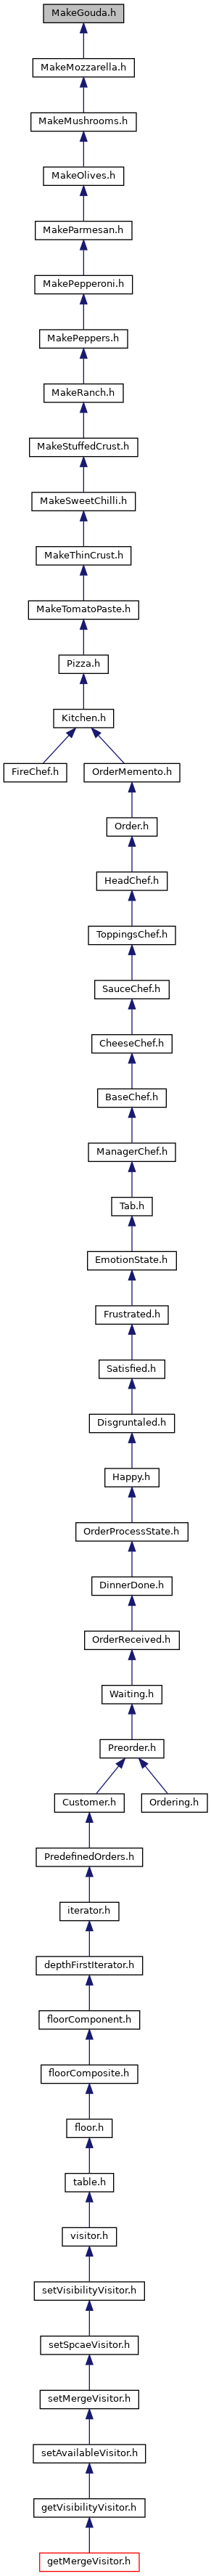 MakeGouda.h
MakeMozzarella.h
MakeMushrooms.h
MakeOlives.h
MakeParmesan.h
MakePepperoni.h
MakePeppers.h
MakeRanch.h
MakeStuffedCrust.h
MakeSweetChilli.h
MakeThinCrust.h
MakeTomatoPaste.h
Pizza.h
Kitchen.h
FireChef.h
OrderMemento.h
Order.h
HeadChef.h
ToppingsChef.h
SauceChef.h
CheeseChef.h
BaseChef.h
ManagerChef.h
Tab.h
EmotionState.h
Frustrated.h
Satisfied.h
Disgruntaled.h
Happy.h
OrderProcessState.h
DinnerDone.h
OrderReceived.h
Waiting.h
Preorder.h
Customer.h
Ordering.h
PredefinedOrders.h
iterator.h
depthFirstIterator.h
floorComponent.h
floorComposite.h
floor.h
table.h
visitor.h
setVisibilityVisitor.h
setSpcaeVisitor.h
setMergeVisitor.h
setAvailableVisitor.h
getVisibilityVisitor.h
getMergeVisitor.h